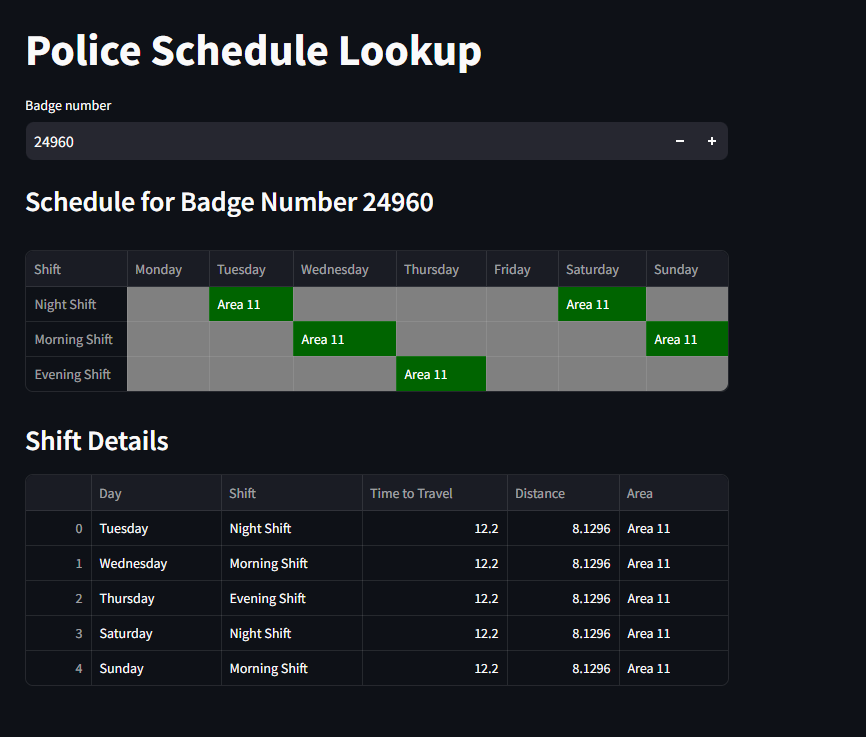 Police Schedule Lookup
Badge number
24960 − +
Schedule for Badge Number 24960
Shift Monday Tuesday Wednesday Thursday Friday Saturday Sunday
Night Shift Area 11 Area 11
Morning Shift Area 11 Area 11
Evening Shift Area 11
Shift Details
Day Shift Time to Travel Distance Area
0 Tuesday Night Shift 12.2 8.1296 Area 11
1 Wednesday Morning Shift 12.2 8.1296 Area 11
2 Thursday Evening Shift 12.2 8.1296 Area 11
3 Saturday Night Shift 12.2 8.1296 Area 11
4 Sunday Morning Shift 12.2 8.1296 Area 11